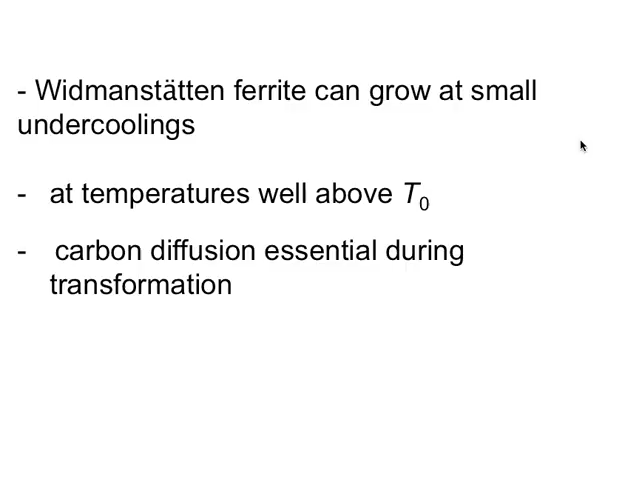 - Widmanstätten ferrite can grow at small
undercoolings
- at temperatures well above T₀
- carbon diffusion essential during
transformation